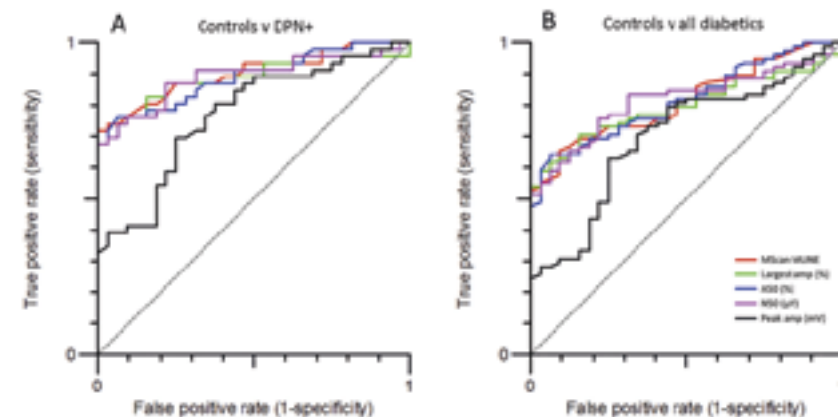 A
Controls v DPN+
1
True positive rate (sensitivity)
0
0
1
False positive rate (1-specificity)
B
Controls v all diabetics
1
True positive rate (sensitivity)
0
0
False positive rate (1-specificity)
MScan MUNE
Largest amp (%)
A50 (%)
N50 (µV)
Peak amp (mV)